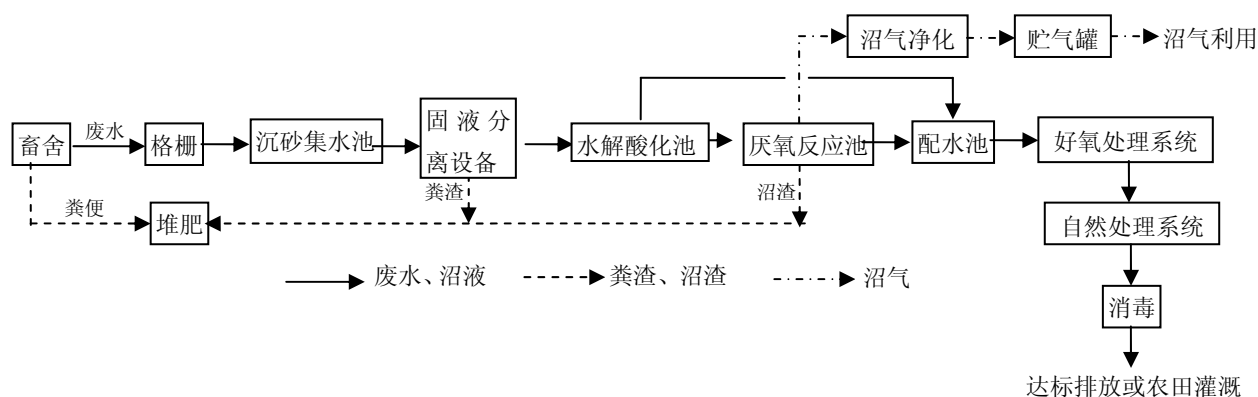 沼气净化
贮气罐
沼气利用
畜舍
废水
格栅
沉砂集水池
固液分
离设备
水解酸化池
厌氧反应池
配水池
好氧处理系统
粪便
堆肥
粪渣
沼渣
自然处理系统
废水、沼液
粪渣、沼渣
沼气
消毒
达标排放或农田灌溉